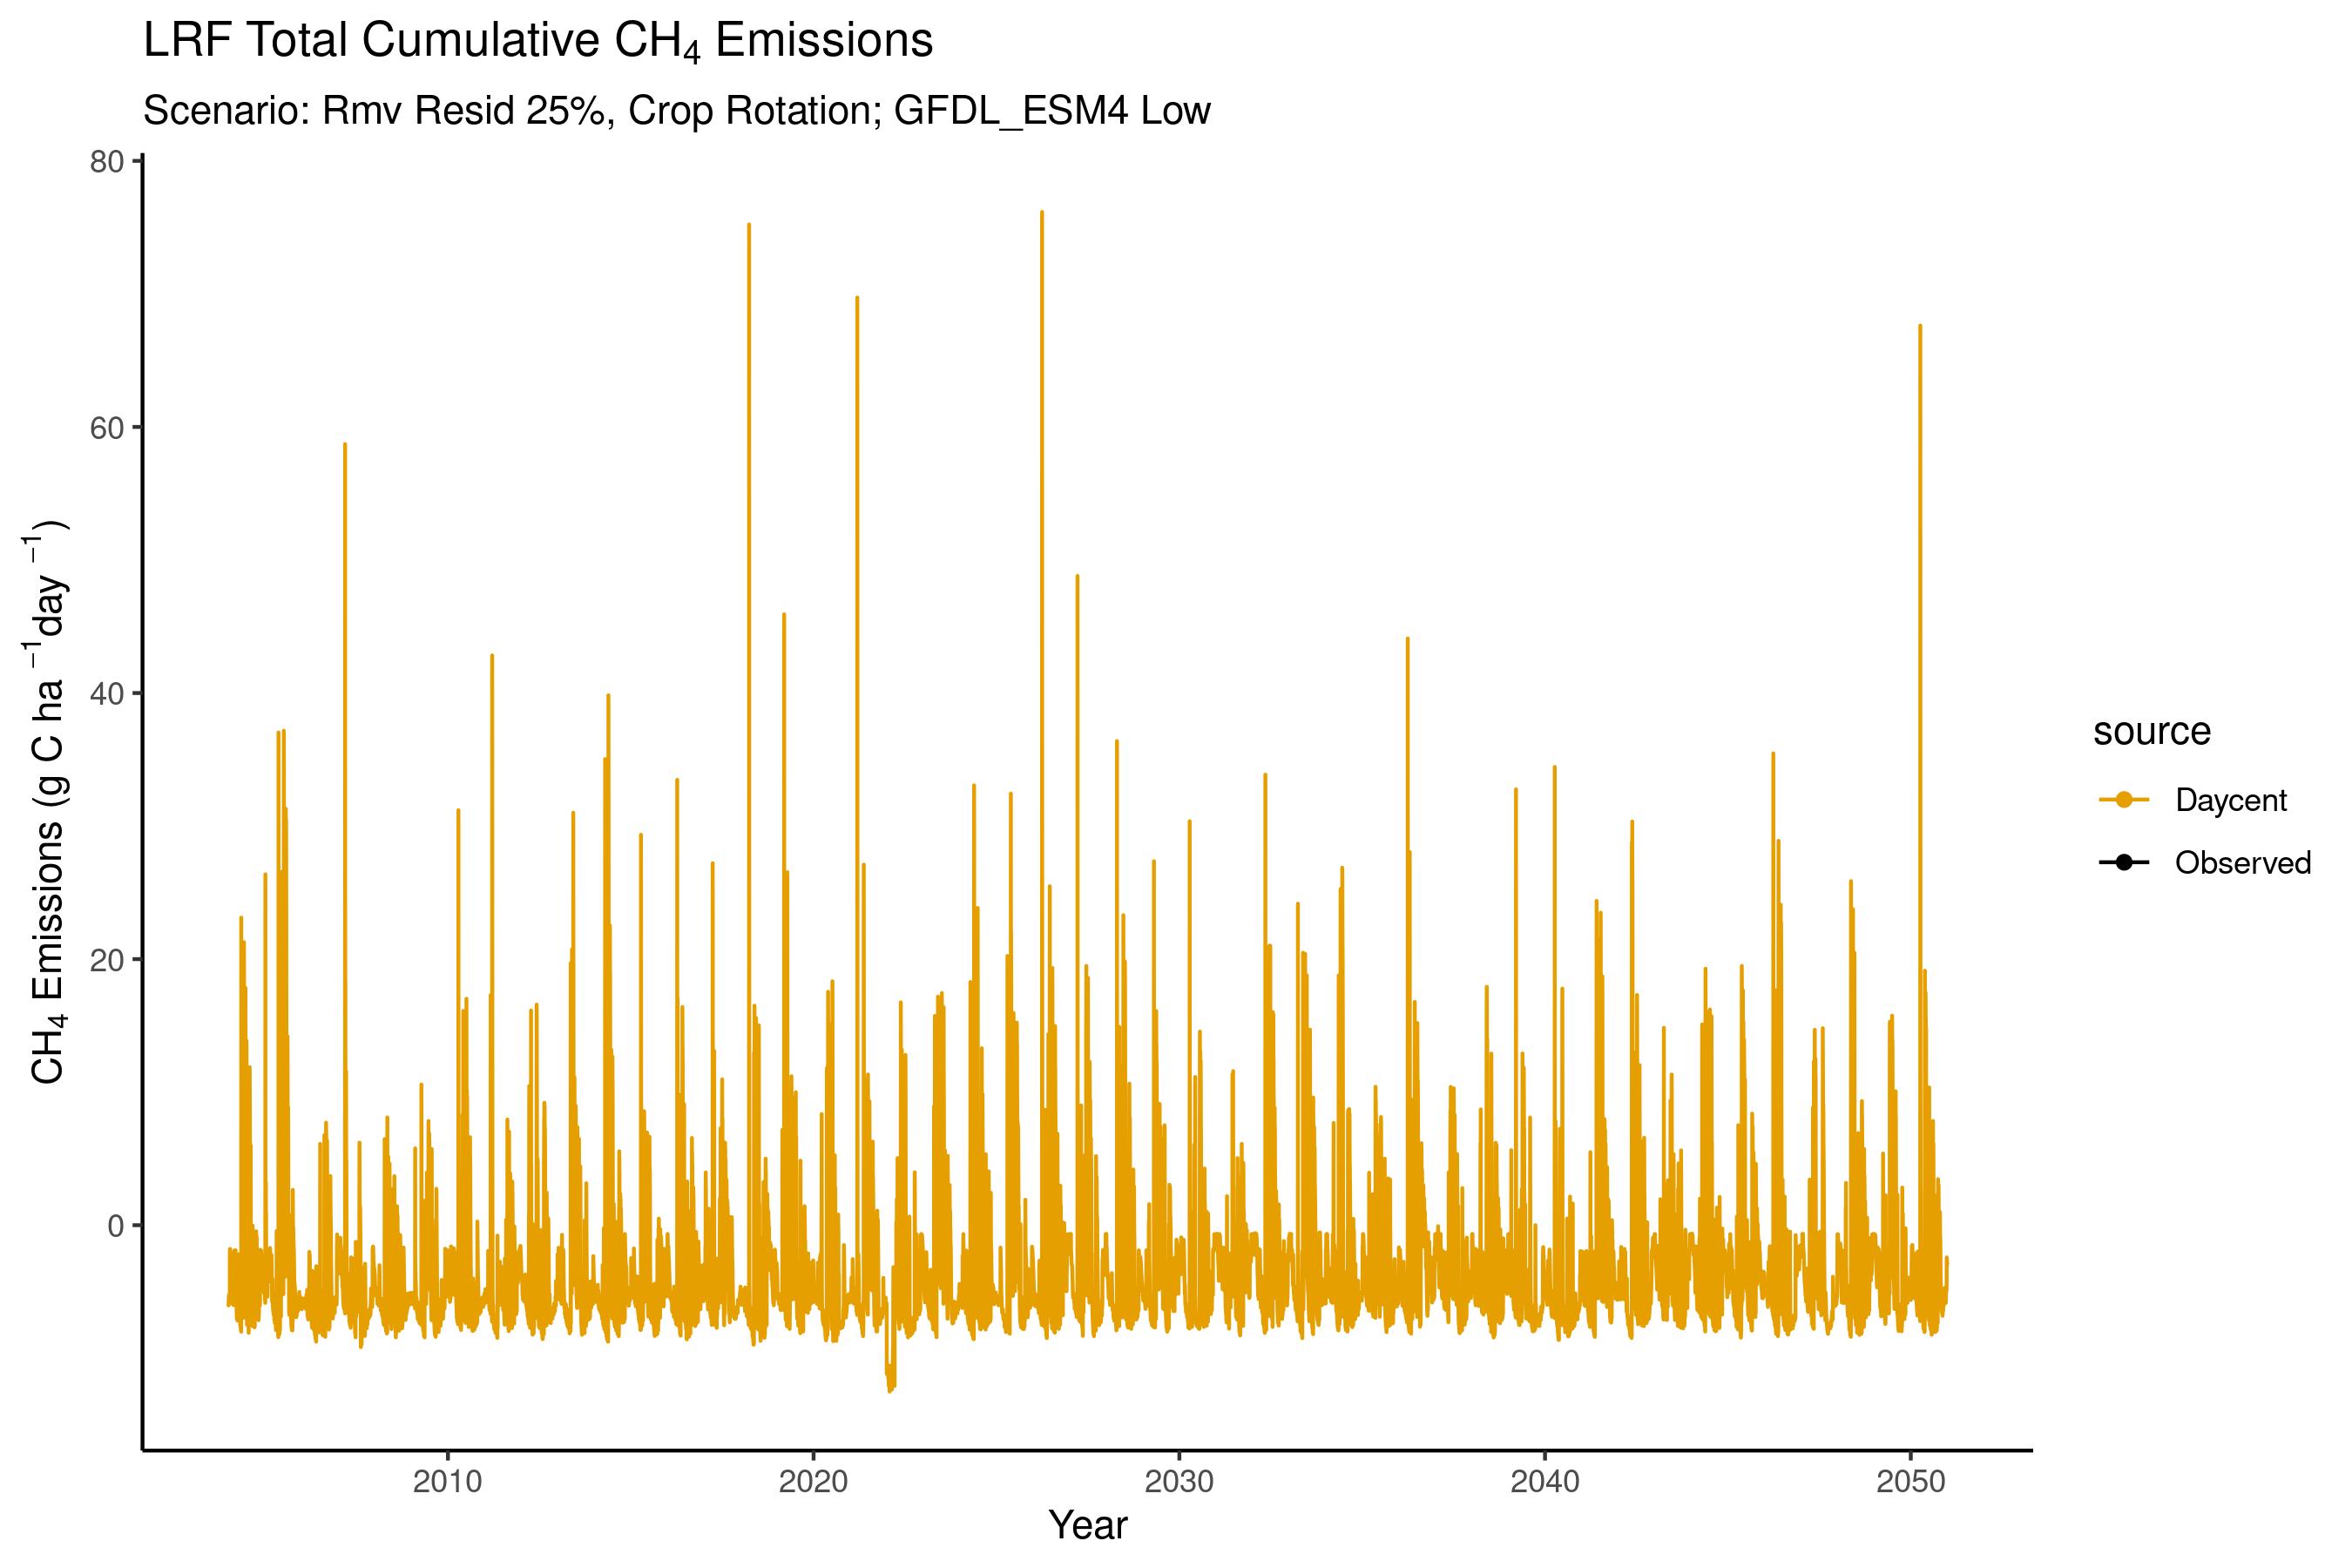 LRF Total Cumulative CH₄ Emissions
Scenario: Rmv Resid 25%, Crop Rotation; GFDL_ESM4 Low
CH₄ Emissions (g C ha ⁻¹day ⁻¹)
80
60
40
20
0
2010 2020 2030 2040 2050
Year
source
Daycent
Observed